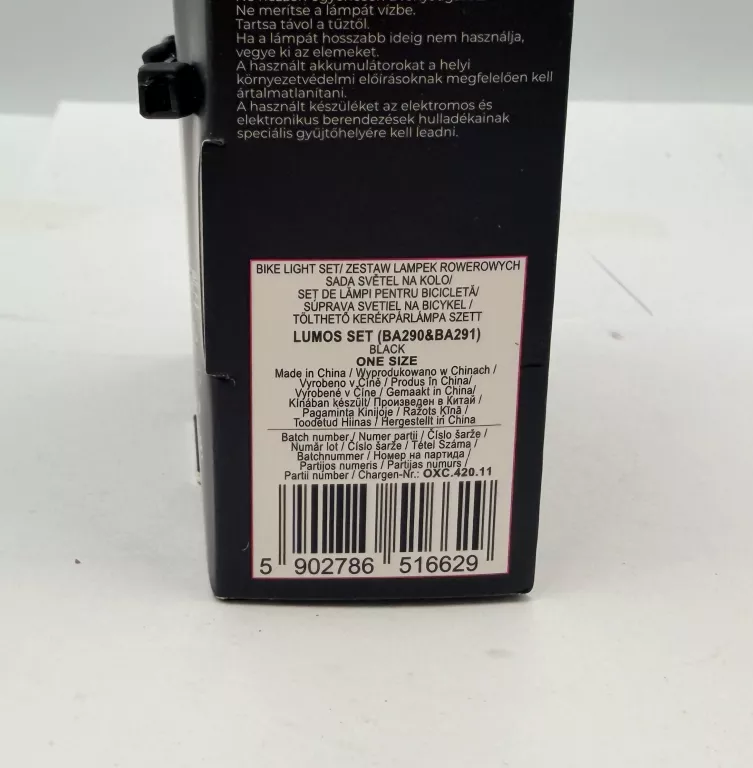 Ne merítse a lámpát vízbe.
Tartsa távol a tűztől.
Ha a lámpát hosszabb ideig nem használja,
vegye ki az elemeket.
A használt akkumulátorokat a helyi
környezetvédelmi előírásoknak megfelelően kell
ártalmatlanítani.
A használt készüléket az elektromos és
elektronikus berendezések hulladékainak
speciális gyűjtőhelyére kell leadni.
BIKE LIGHT SET/ ZESTAW LAMPEK ROWEROWYCH
SADA SVĚTEL NA KOLO/
SET DE LĂMPI PENTRU BICICLETĂ/
SÚPRAVA SVETIEL NA BICYKEL /
TÖLTHETŐ KERÉKPÁRLÁMPA SZETT
LUMOS SET (BA290&BA291)
BLACK
ONE SIZE
Made in China / Wyprodukowano w Chinach /
Vyrobeno v Číně / Produs în China/
Vyrobené v Číne / Gemaakt in China/
Kínában készült/ Произведен в Китай /
Pagaminta Kinijoje / Ražots Ķīnā /
Toodetud Hiinas / Hergestellt in China
Batch number / Numer partii / Číslo šarže /
Număr lot / Číslo šarže / Tétel Száma /
Batchnummer / Номер на партида /
Partijos numeris / Partijas numurs /
Partii number / Chargen-Nr.: OXC.420.11
5 902786 516629